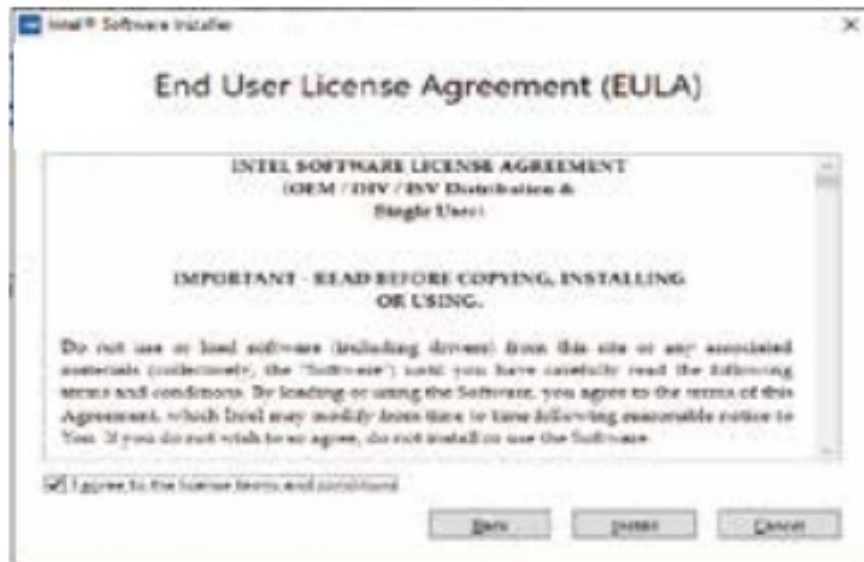 Intel® Software Installer
End User License Agreement (EULA)
INTEL SOFTWARE LICENSE AGREEMENT
(OEM / IHV / ISV Distribution &
Single User)
IMPORTANT - READ BEFORE COPYING, INSTALLING
OR USING.
Do not use or load software (including drivers) from this site or any associated
materials (collectively, the "Software") until you have carefully read the following
terms and conditions. By loading or using the Software, you agree to the terms of this
Agreement, which Intel may modify from time to time following reasonable notice to
You. If you do not wish to so agree, do not install or use the Software.
I agree to the license terms and conditions
Back Install Cancel